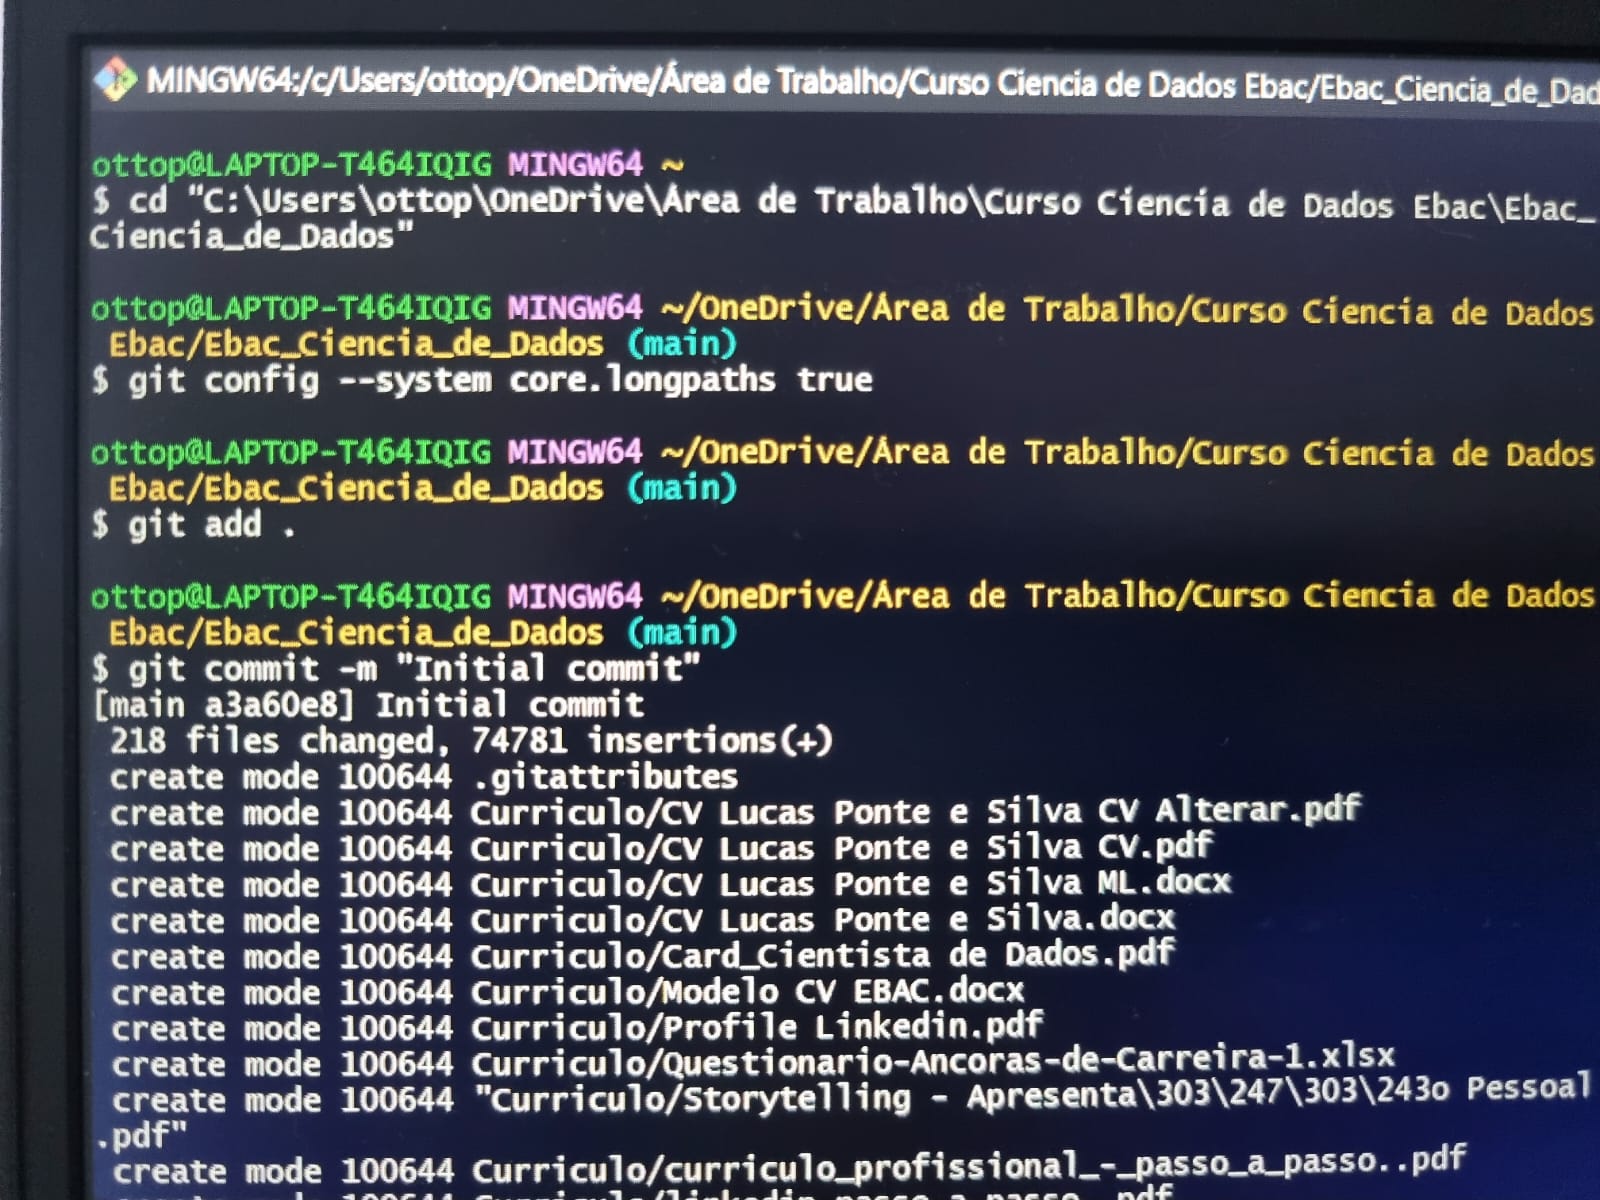 MINGW64:/c/Users/ottop/OneDrive/Área de Trabalho/Curso Ciencia de Dados Ebac/Ebac_Ciencia_de_Dad
ottop@LAPTOP-T464IQIG MINGW64 ~
$ cd "C:\Users\ottop\OneDrive\Área de Trabalho\Curso Ciencia de Dados Ebac\Ebac_
Ciencia_de_Dados"
ottop@LAPTOP-T464IQIG MINGW64 ~/OneDrive/Área de Trabalho/Curso Ciencia de Dados
Ebac/Ebac_Ciencia_de_Dados (main)
$ git config --system core.longpaths true
ottop@LAPTOP-T464IQIG MINGW64 ~/OneDrive/Área de Trabalho/Curso Ciencia de Dados
Ebac/Ebac_Ciencia_de_Dados (main)
$ git add .
ottop@LAPTOP-T464IQIG MINGW64 ~/OneDrive/Área de Trabalho/Curso Ciencia de Dados
Ebac/Ebac_Ciencia_de_Dados (main)
$ git commit -m "Initial commit"
[main a3a60e8] Initial commit
218 files changed, 74781 insertions(+)
create mode 100644 .gitattributes
create mode 100644 Curriculo/CV Lucas Ponte e Silva CV Alterar.pdf
create mode 100644 Curriculo/CV Lucas Ponte e Silva CV.pdf
create mode 100644 Curriculo/CV Lucas Ponte e Silva ML.docx
create mode 100644 Curriculo/CV Lucas Ponte e Silva.docx
create mode 100644 Curriculo/Card_Cientista de Dados.pdf
create mode 100644 Curriculo/Modelo CV EBAC.docx
create mode 100644 Curriculo/Profile Linkedin.pdf
create mode 100644 Curriculo/Questionario-Ancoras-de-Carreira-1.xlsx
create mode 100644 "Curriculo/Storytelling - Apresenta\303\247\303\243o Pessoal
.pdf"
create mode 100644 Curriculo/curriculo_profissional_-_passo_a_passo..pdf